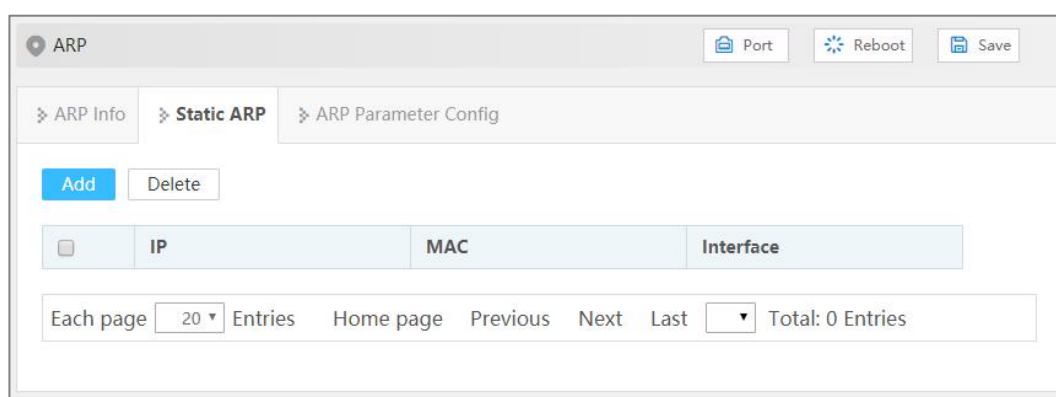 ARP Port Reboot Save
ARP Info Static ARP ARP Parameter Config
Add Delete
IP MAC Interface
Each page 20 Entries Home page Previous Next Last Total: 0 Entries